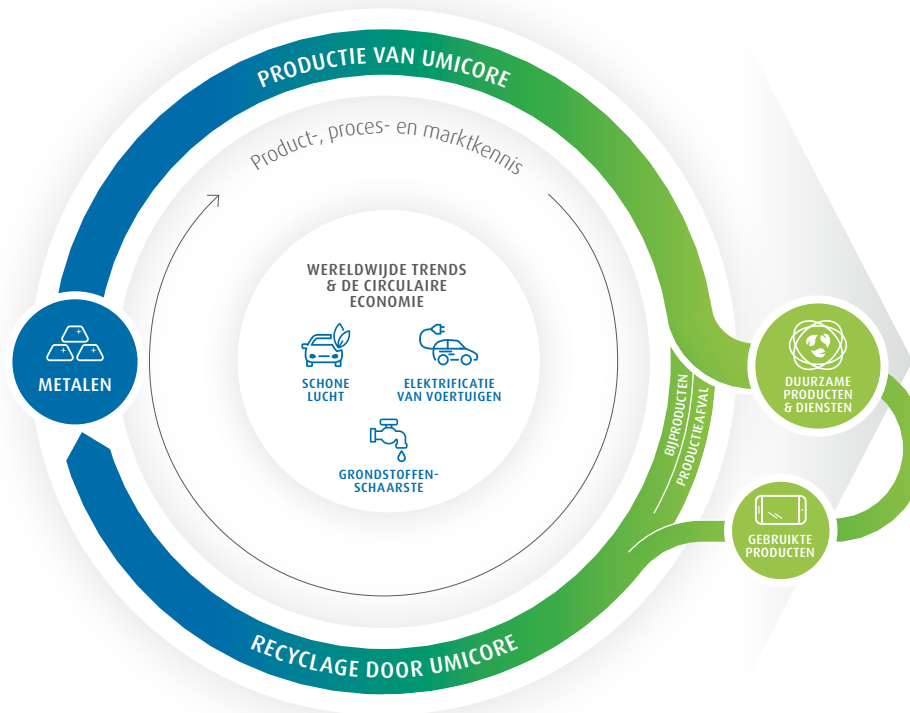 PRODUCTIE VAN UMICORE
Product-, proces- en marktkennis
WERELDWIJDE TRENDS
& DE CIRCULAIRE
ECONOMIE
SCHONE
LUCHT
ELEKTRIFICATIE
VAN VOERTUIGEN
GRONDSTOFFEN-
SCHAARSTE
METALEN
DUURZAME
PRODUCTEN
& DIENSTEN
BIJPRODUCTEN
PRODUCTIEAFVAL
GEBRUIKTE
PRODUCTEN
RECYCLAGE DOOR UMICORE